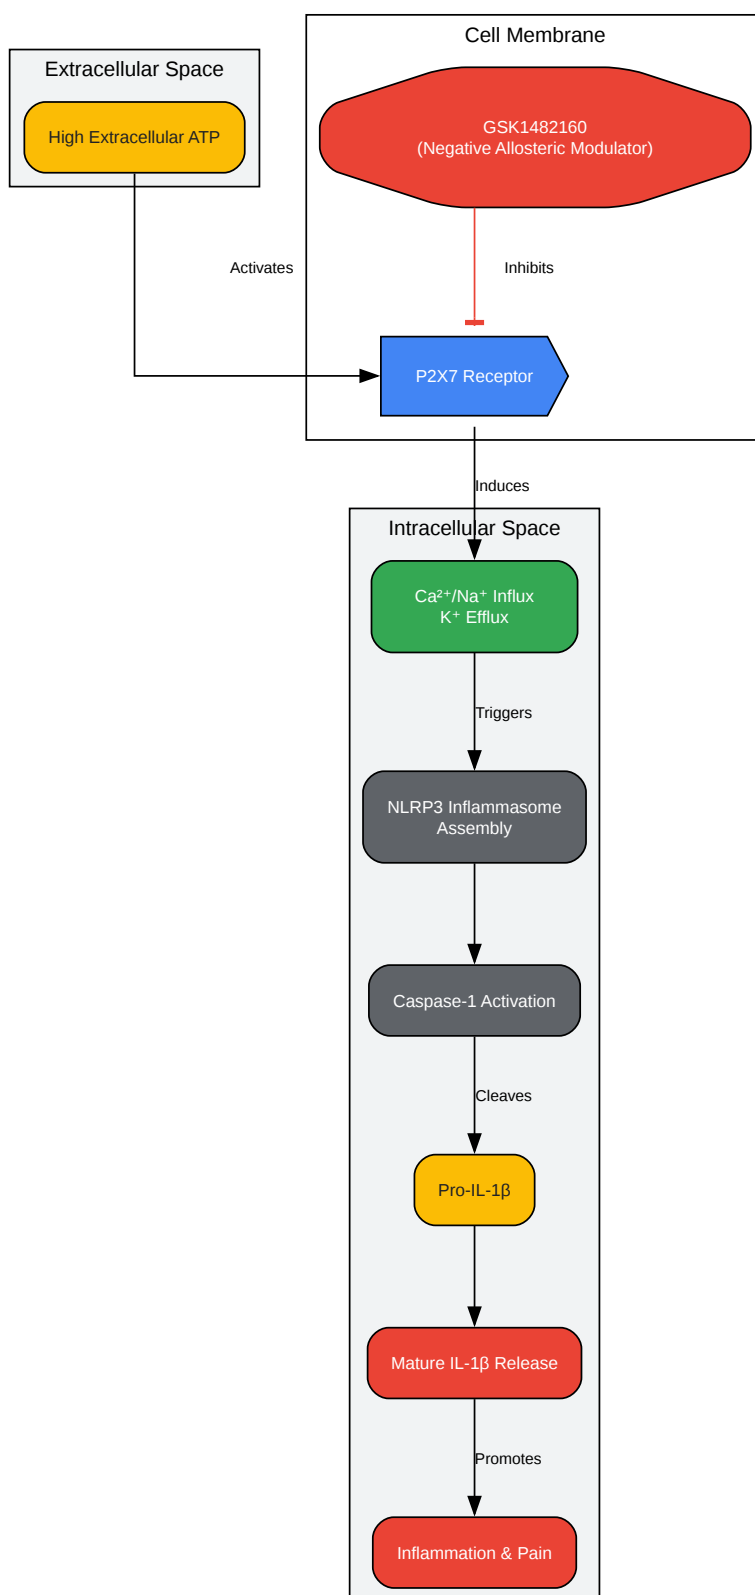 Cell Membrane
Extracellular Space
High Extracellular ATP
GSK1482160
(Negative Allosteric Modulator)
Activates
Inhibits
P2X7 Receptor
Induces
Intracellular Space
Ca²⁺/Na⁺ Influx
K⁺ Efflux
Triggers
NLRP3 Inflammasome
Assembly
Caspase-1 Activation
Cleaves
Pro-IL-1β
Mature IL-1β Release
Promotes
Inflammation & Pain